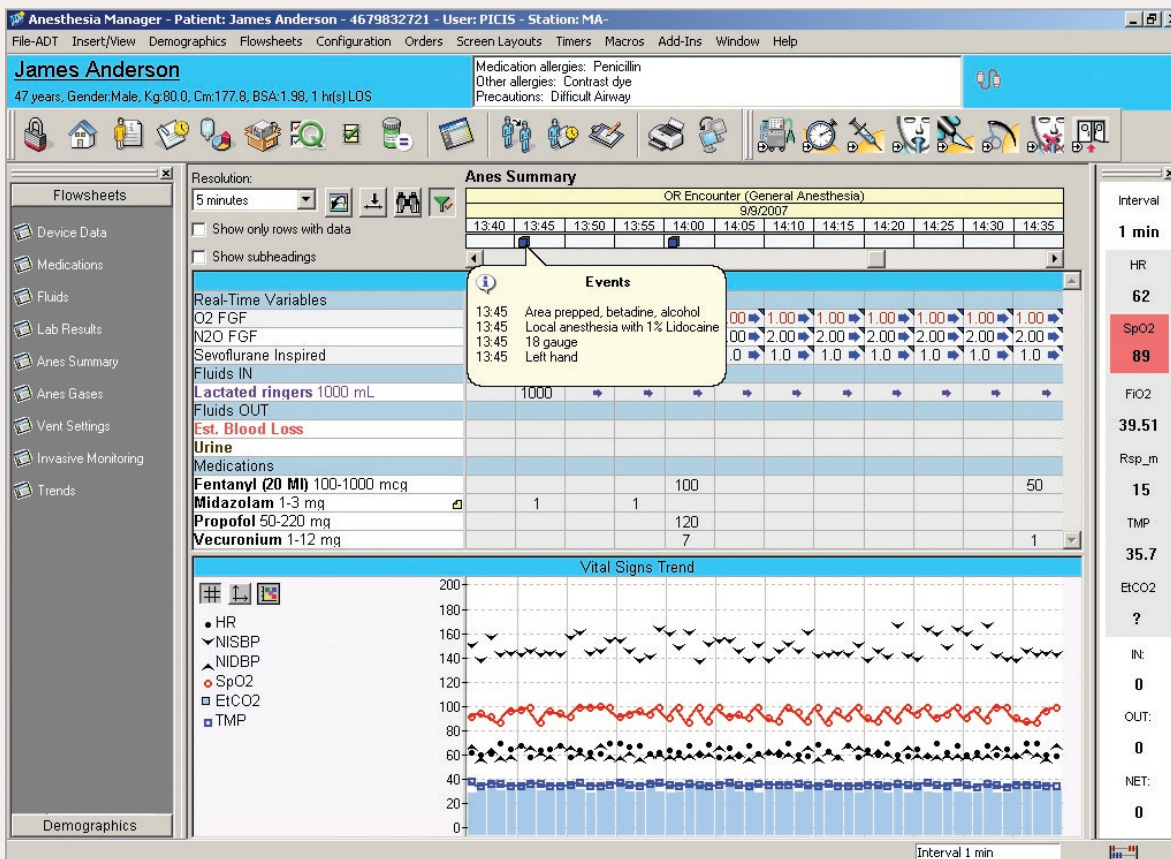 Anesthesia Manager - Patient: James Anderson - 4679832721 - User: PICIS - Station: MA-
File-ADT Insert/View Demographics Flowsheets Configuration Orders Screen Layouts Timers Macros Add-Ins Window Help
James Anderson
47 years, Gender:Male, Kg:80.0, Cm:177.8, BSA:1.98, 1 hr(s) LOS
Medication allergies: Penicillin
Other allergies: Contrast dye
Precautions: Difficult Airway
Flowsheets
Device Data
Medications
Fluids
Lab Results
Anes Summary
Anes Gases
Vent Settings
Invasive Monitoring
Trends
Demographics
Resolution:
5 minutes
Show only rows with data
Show subheadings
Anes Summary
OR Encounter (General Anesthesia)
9/9/2007
13:40 13:45 13:50 13:55 14:00 14:05 14:10 14:15 14:20 14:25 14:30 14:35
Events
13:45 Area prepped, betadine, alcohol
13:45 Local anesthesia with 1% Lidocaine
13:45 18 gauge
13:45 Left hand
Real-Time Variables
O2 FGF .00 1.00 1.00 1.00 1.00 1.00 1.00
N2O FGF .00 2.00 2.00 2.00 2.00 2.00 2.00
Sevoflurane Inspired .0 1.0 1.0 1.0 1.0 1.0 1.0
Fluids IN
Lactated ringers 1000 mL 1000
Fluids OUT
Est. Blood Loss
Urine
Medications
Fentanyl (20 Ml) 100-1000 mcg 100 50
Midazolam 1-3 mg 1 1
Propofol 50-220 mg 120
Vecuronium 1-12 mg 7 1
Vital Signs Trend
HR
NISBP
NIDBP
SpO2
EtCO2
TMP
200
180
160
140
120
100
80
60
40
20
0
Interval
1 min
HR
62
SpO2
89
FiO2
39.51
Rsp_m
15
TMP
35.7
EtCO2
?
IN:
0
OUT:
0
NET:
0
Interval 1 min